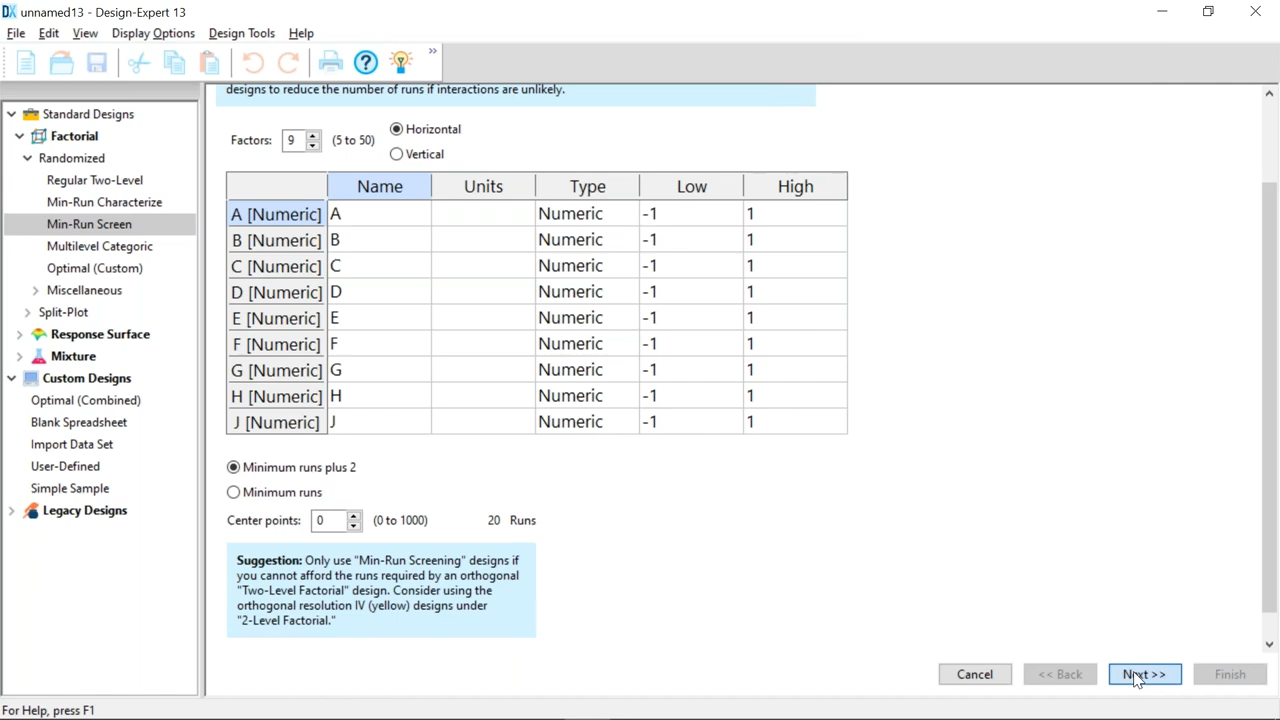 unnamed13 - Design-Expert 13
File Edit View Display Options Design Tools Help
Standard Designs
Factorial
Randomized
Regular Two-Level
Min-Run Characterize
Min-Run Screen
Multilevel Categoric
Optimal (Custom)
Miscellaneous
Split-Plot
Response Surface
Mixture
Custom Designs
Optimal (Combined)
Blank Spreadsheet
Import Data Set
User-Defined
Simple Sample
Legacy Designs
designs to reduce the number of runs if interactions are unlikely.
Factors: 9 (5 to 50)
Horizontal
Vertical
Name Units Type Low High
A [Numeric] A Numeric -1 1
B [Numeric] B Numeric -1 1
C [Numeric] C Numeric -1 1
D [Numeric] D Numeric -1 1
E [Numeric] E Numeric -1 1
F [Numeric] F Numeric -1 1
G [Numeric] G Numeric -1 1
H [Numeric] H Numeric -1 1
J [Numeric] J Numeric -1 1
Minimum runs plus 2
Minimum runs
Center points: 0 (0 to 1000) 20 Runs
Suggestion: Only use "Min-Run Screening" designs if
you cannot afford the runs required by an orthogonal
"Two-Level Factorial" design. Consider using the
orthogonal resolution IV (yellow) designs under
"2-Level Factorial."
Cancel << Back Next >> Finish
For Help, press F1